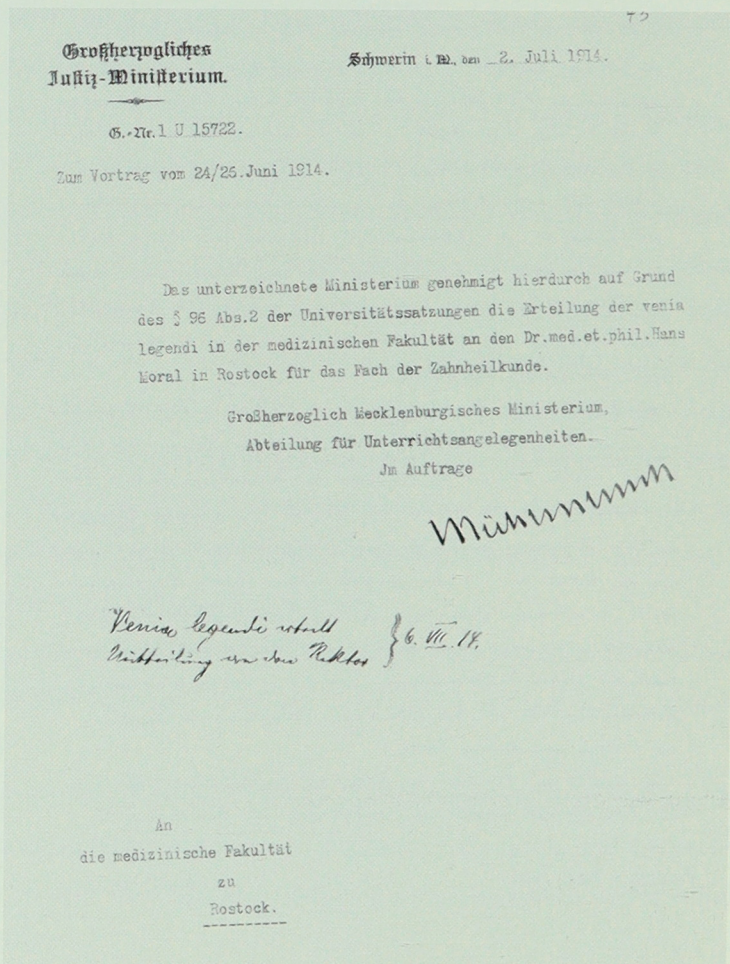 Großherzogliches
Justiz-Ministerium.
Schwerin i. M., den 2. Juli 1914.
G.-Nr. 1 U 15722.
Zum Vortrag vom 24/25.Juni 1914.
Das unterzeichnete Ministerium genehmigt hierdurch auf Grund
des § 96 Abs.2 der Universitätssatzungen die Erteilung der venia
legendi in der medizinischen Fakultät an den Dr.med.et.phil.Hans
Moral in Rostock für das Fach der Zahnheilkunde.
Großherzoglich Mecklenburgisches Ministerium,
Abteilung für Unterrichtsangelegenheiten.
Jm Auftrage
Venia legendi erteilt
Mitteilung an den Rektor } 6. VII. 14.
An
die medizinische Fakultät
zu
Rostock.